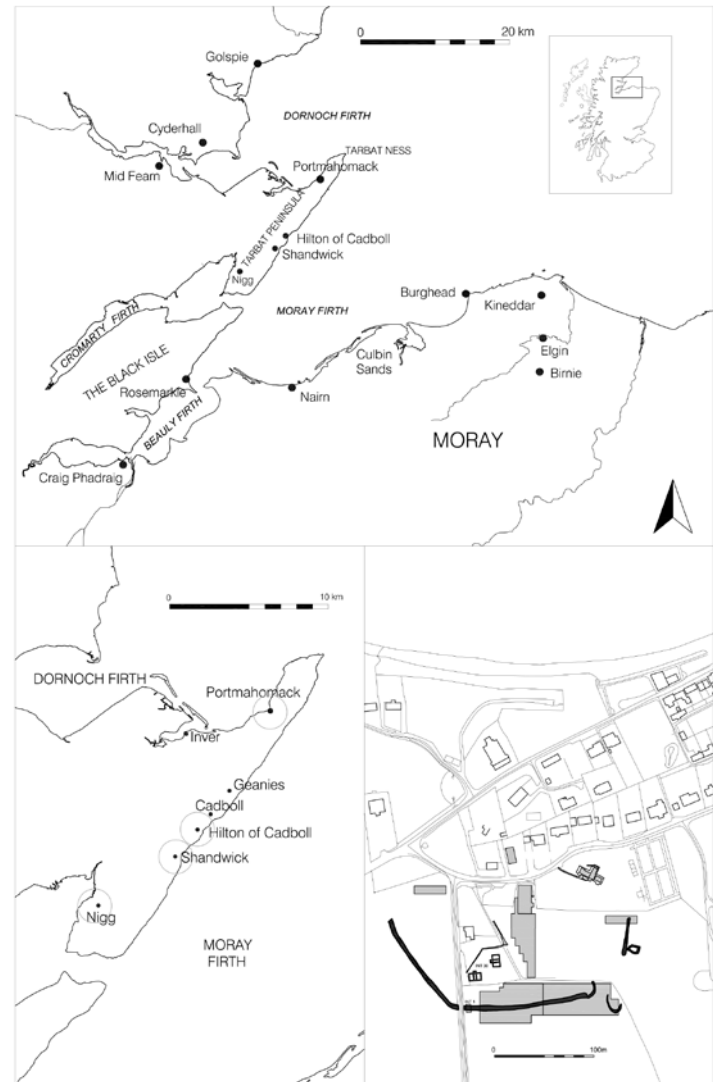 0 20 km
Golspie
DORNOCH FIRTH
Cyderhall
TARBAT NESS
Mid Fearn
Portmahomack
TARBAT PENINSULA
Hilton of Cadboll
Shandwick
Nigg
Burghead
Kineddar
MORAY FIRTH
CROMARTY FIRTH
Culbin
Sands
Elgin
THE BLACK ISLE
Birnie
Rosemarkie
Nairn
BEAULY FIRTH
MORAY
Craig Phadraig
0 10 km
DORNOCH FIRTH
Portmahomack
Inver
Geanies
Cadboll
Hilton of Cadboll
Shandwick
Nigg
MORAY
FIRTH
0 100m